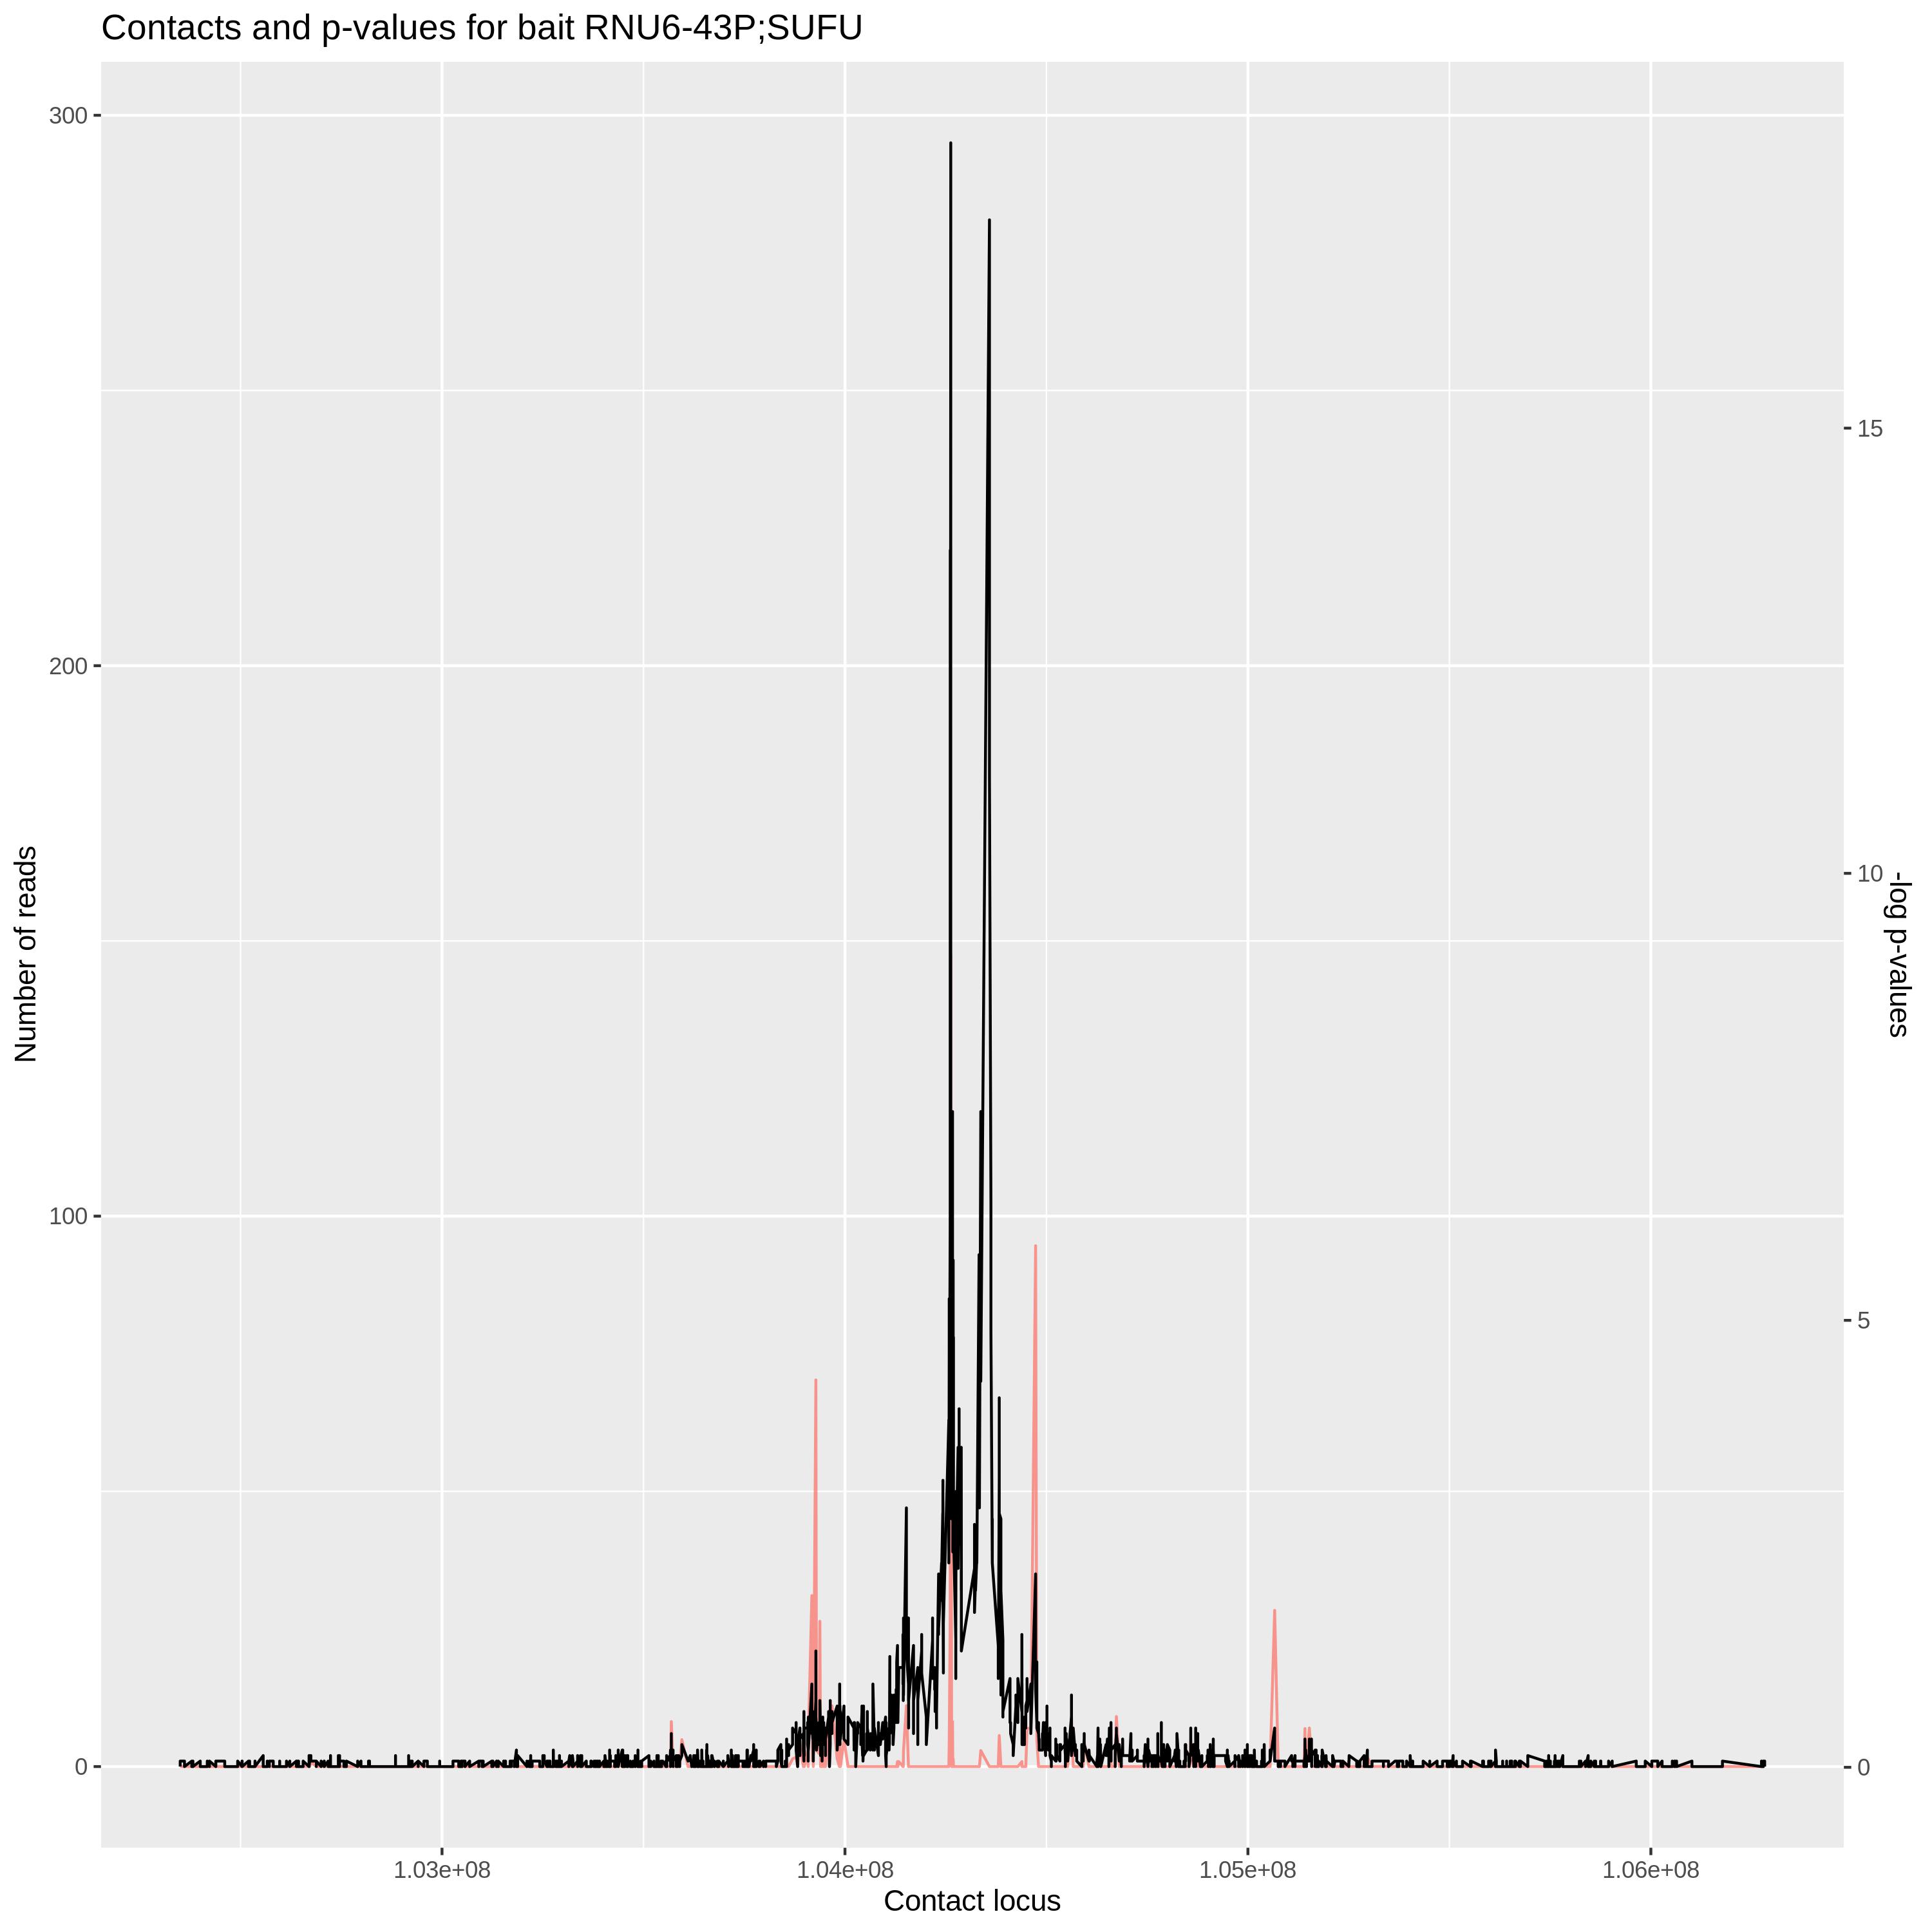 Contacts and p-values for bait RNU6-43P;SUFU
300
200
100
0
Number of reads
15
10
5
0
-log p-values
1.03e+08
1.04e+08
1.05e+08
1.06e+08
Contact locus